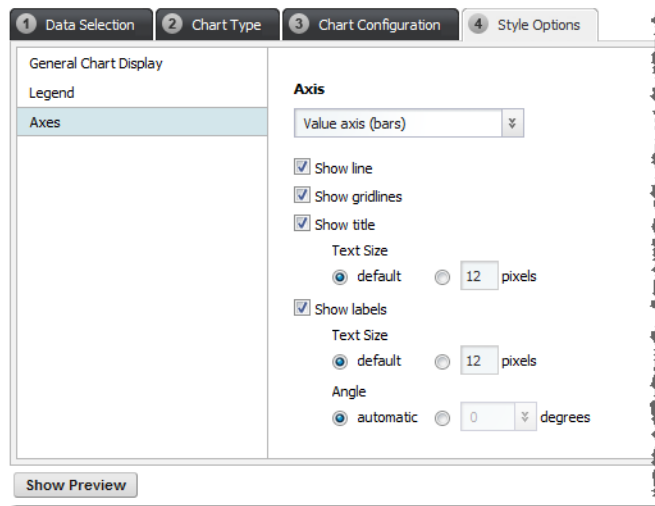 1 Data Selection 2 Chart Type 3 Chart Configuration 4 Style Options
General Chart Display
Legend
Axes
Axis
Value axis (bars)
Show line
Show gridlines
Show title
Text Size
default 12 pixels
Show labels
Text Size
default 12 pixels
Angle
automatic 0 degrees
Show Preview